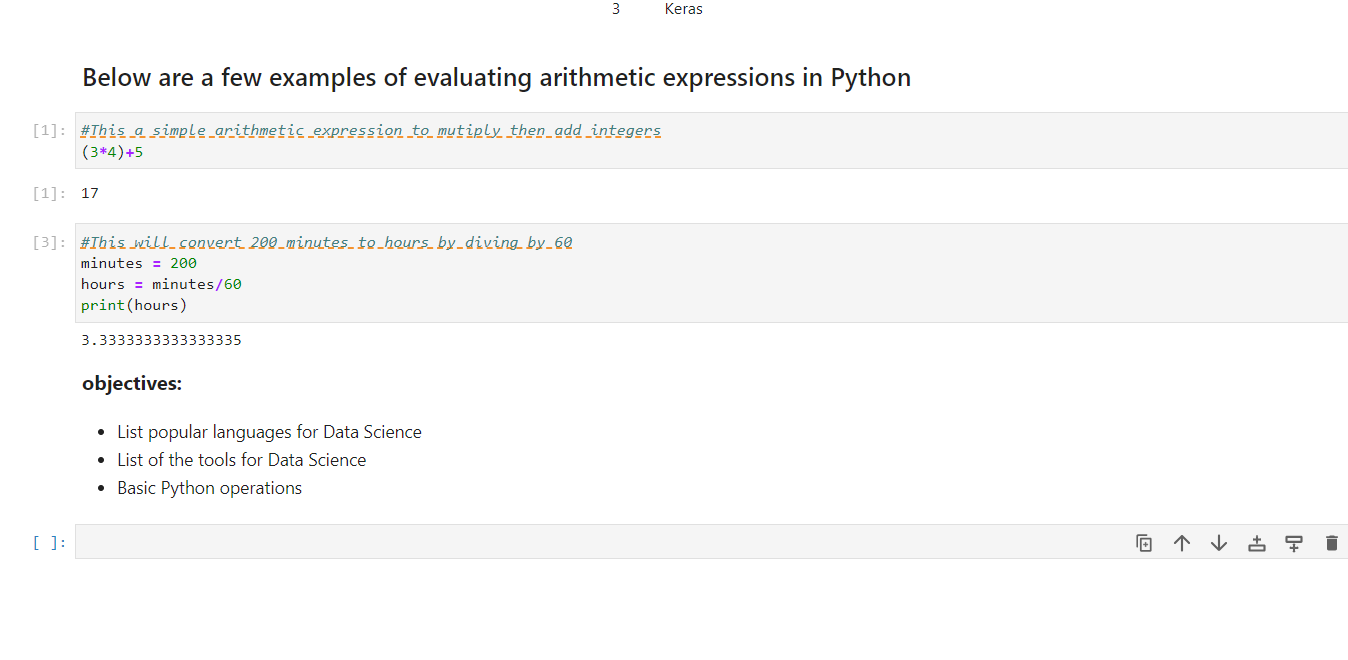 3 Keras
Below are a few examples of evaluating arithmetic expressions in Python
[1]: #This a simple arithmetic expression to mutiply then add integers
(3*4)+5
[1]: 17
[3]: #This will convert 200 minutes to hours by diving by 60
minutes = 200
hours = minutes/60
print(hours)
3.3333333333333335
objectives:
• List popular languages for Data Science
• List of the tools for Data Science
• Basic Python operations
[ ]: